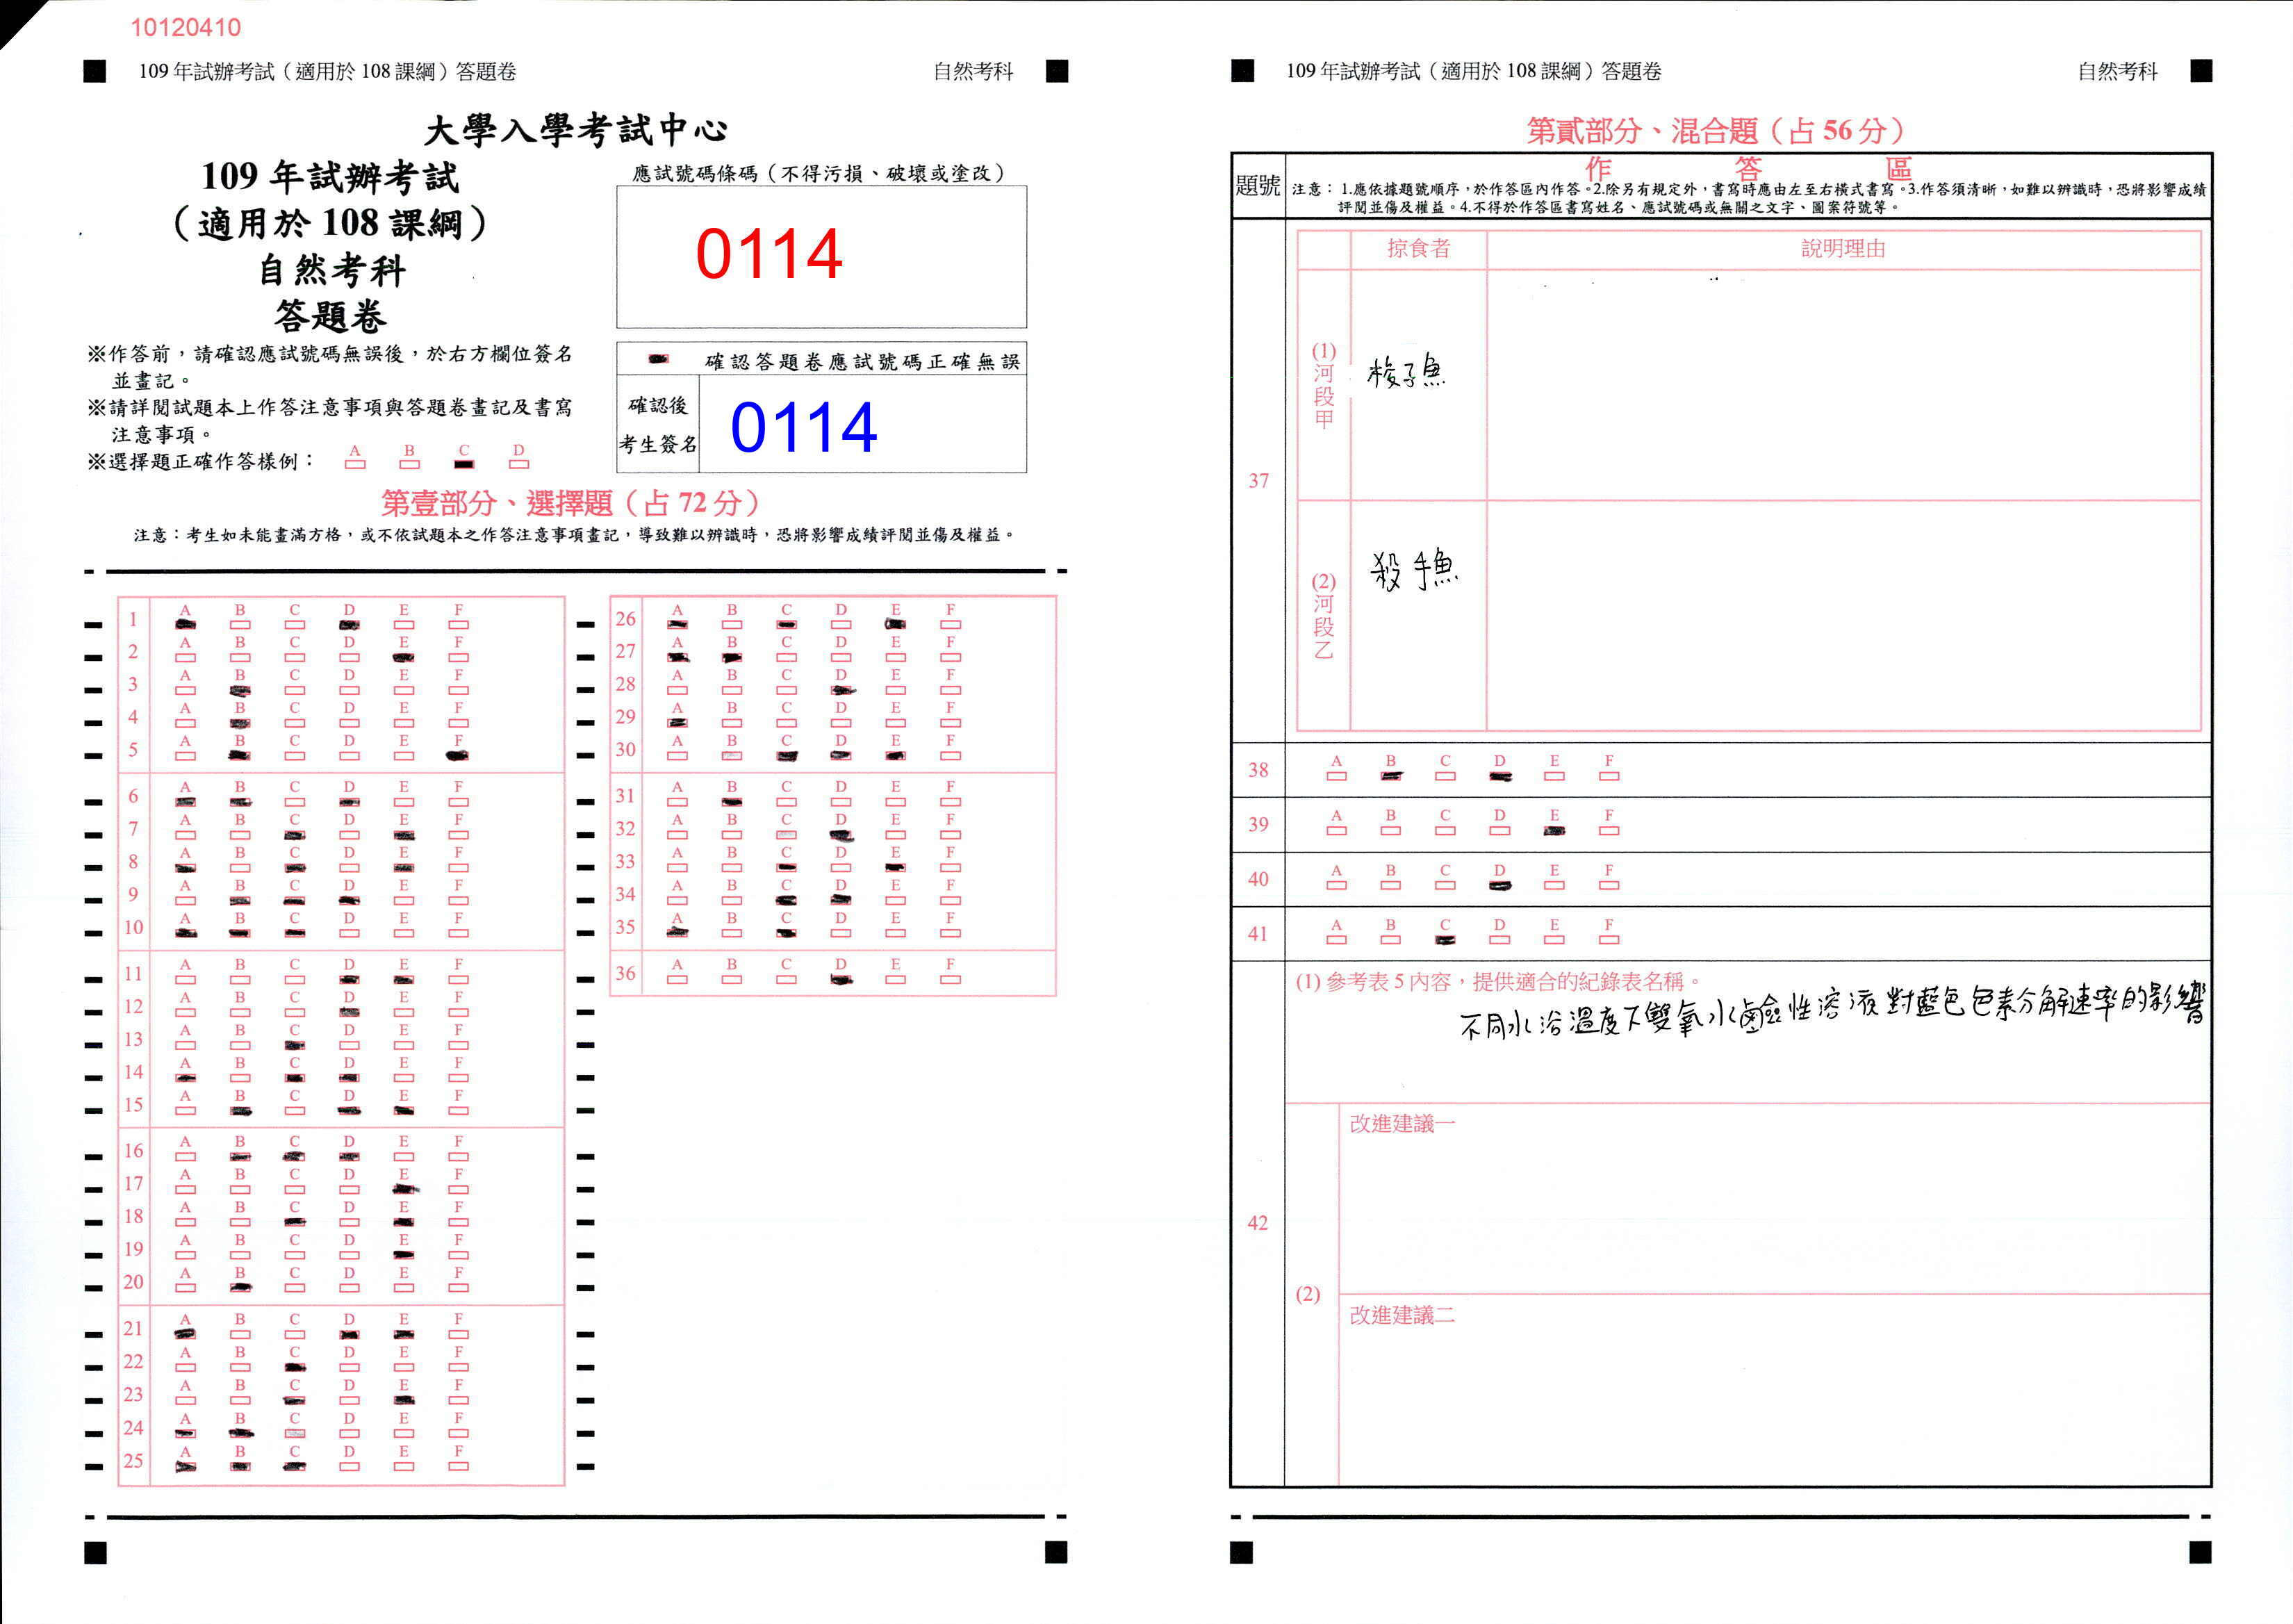 10120410
109 年試辦考試（適用於 108 課綱）答題卷 自然考科
大學入學考試中心
109 年試辦考試
（適用於 108 課綱）
自然考科
答題卷
應試號碼條碼（不得污損、破壞或塗改）
0114
確認答題卷應試號碼正確無誤
確認後
考生簽名
0114
※作答前，請確認應試號碼無誤後，於右方欄位簽名
並畫記。
※請詳閱試題本上作答注意事項與答題卷畫記及書寫
注意事項。
※選擇題正確作答樣例： A B C D
第壹部分、選擇題（占 72 分）
注意：考生如未能畫滿方格，或不依試題本之作答注意事項畫記，導致難以辨識時，恐將影響成績評閱並傷及權益。
1 A B C D E F
2 A B C D E F
3 A B C D E F
4 A B C D E F
5 A B C D E F
6 A B C D E F
7 A B C D E F
8 A B C D E F
9 A B C D E F
10 A B C D E F
11 A B C D E F
12 A B C D E F
13 A B C D E F
14 A B C D E F
15 A B C D E F
16 A B C D E F
17 A B C D E F
18 A B C D E F
19 A B C D E F
20 A B C D E F
21 A B C D E F
22 A B C D E F
23 A B C D E F
24 A B C D E F
25 A B C D E F
26 A B C D E F
27 A B C D E F
28 A B C D E F
29 A B C D E F
30 A B C D E F
31 A B C D E F
32 A B C D E F
33 A B C D E F
34 A B C D E F
35 A B C D E F
36 A B C D E F
109 年試辦考試（適用於 108 課綱）答題卷 自然考科
第貳部分、混合題（占 56 分）
題號
作答區
注意：1.應依據題號順序，於作答區內作答。2.除另有規定外，書寫時應由左至右橫式書寫。3.作答須清晰，如難以辨識時，恐將影響成績
評閱並傷及權益。4.不得於作答區書寫姓名、應試號碼或無關之文字、圖案符號等。
37
掠食者 說明理由
(1)河段甲
梭子魚
(2)河段乙
殺手魚
38 A B C D E F
39 A B C D E F
40 A B C D E F
41 A B C D E F
42
(1) 參考表 5 內容，提供適合的紀錄表名稱。
不同水浴溫度下雙氧水鹼性溶液對藍色色素分解速率的影響
(2)
改進建議一
改進建議二